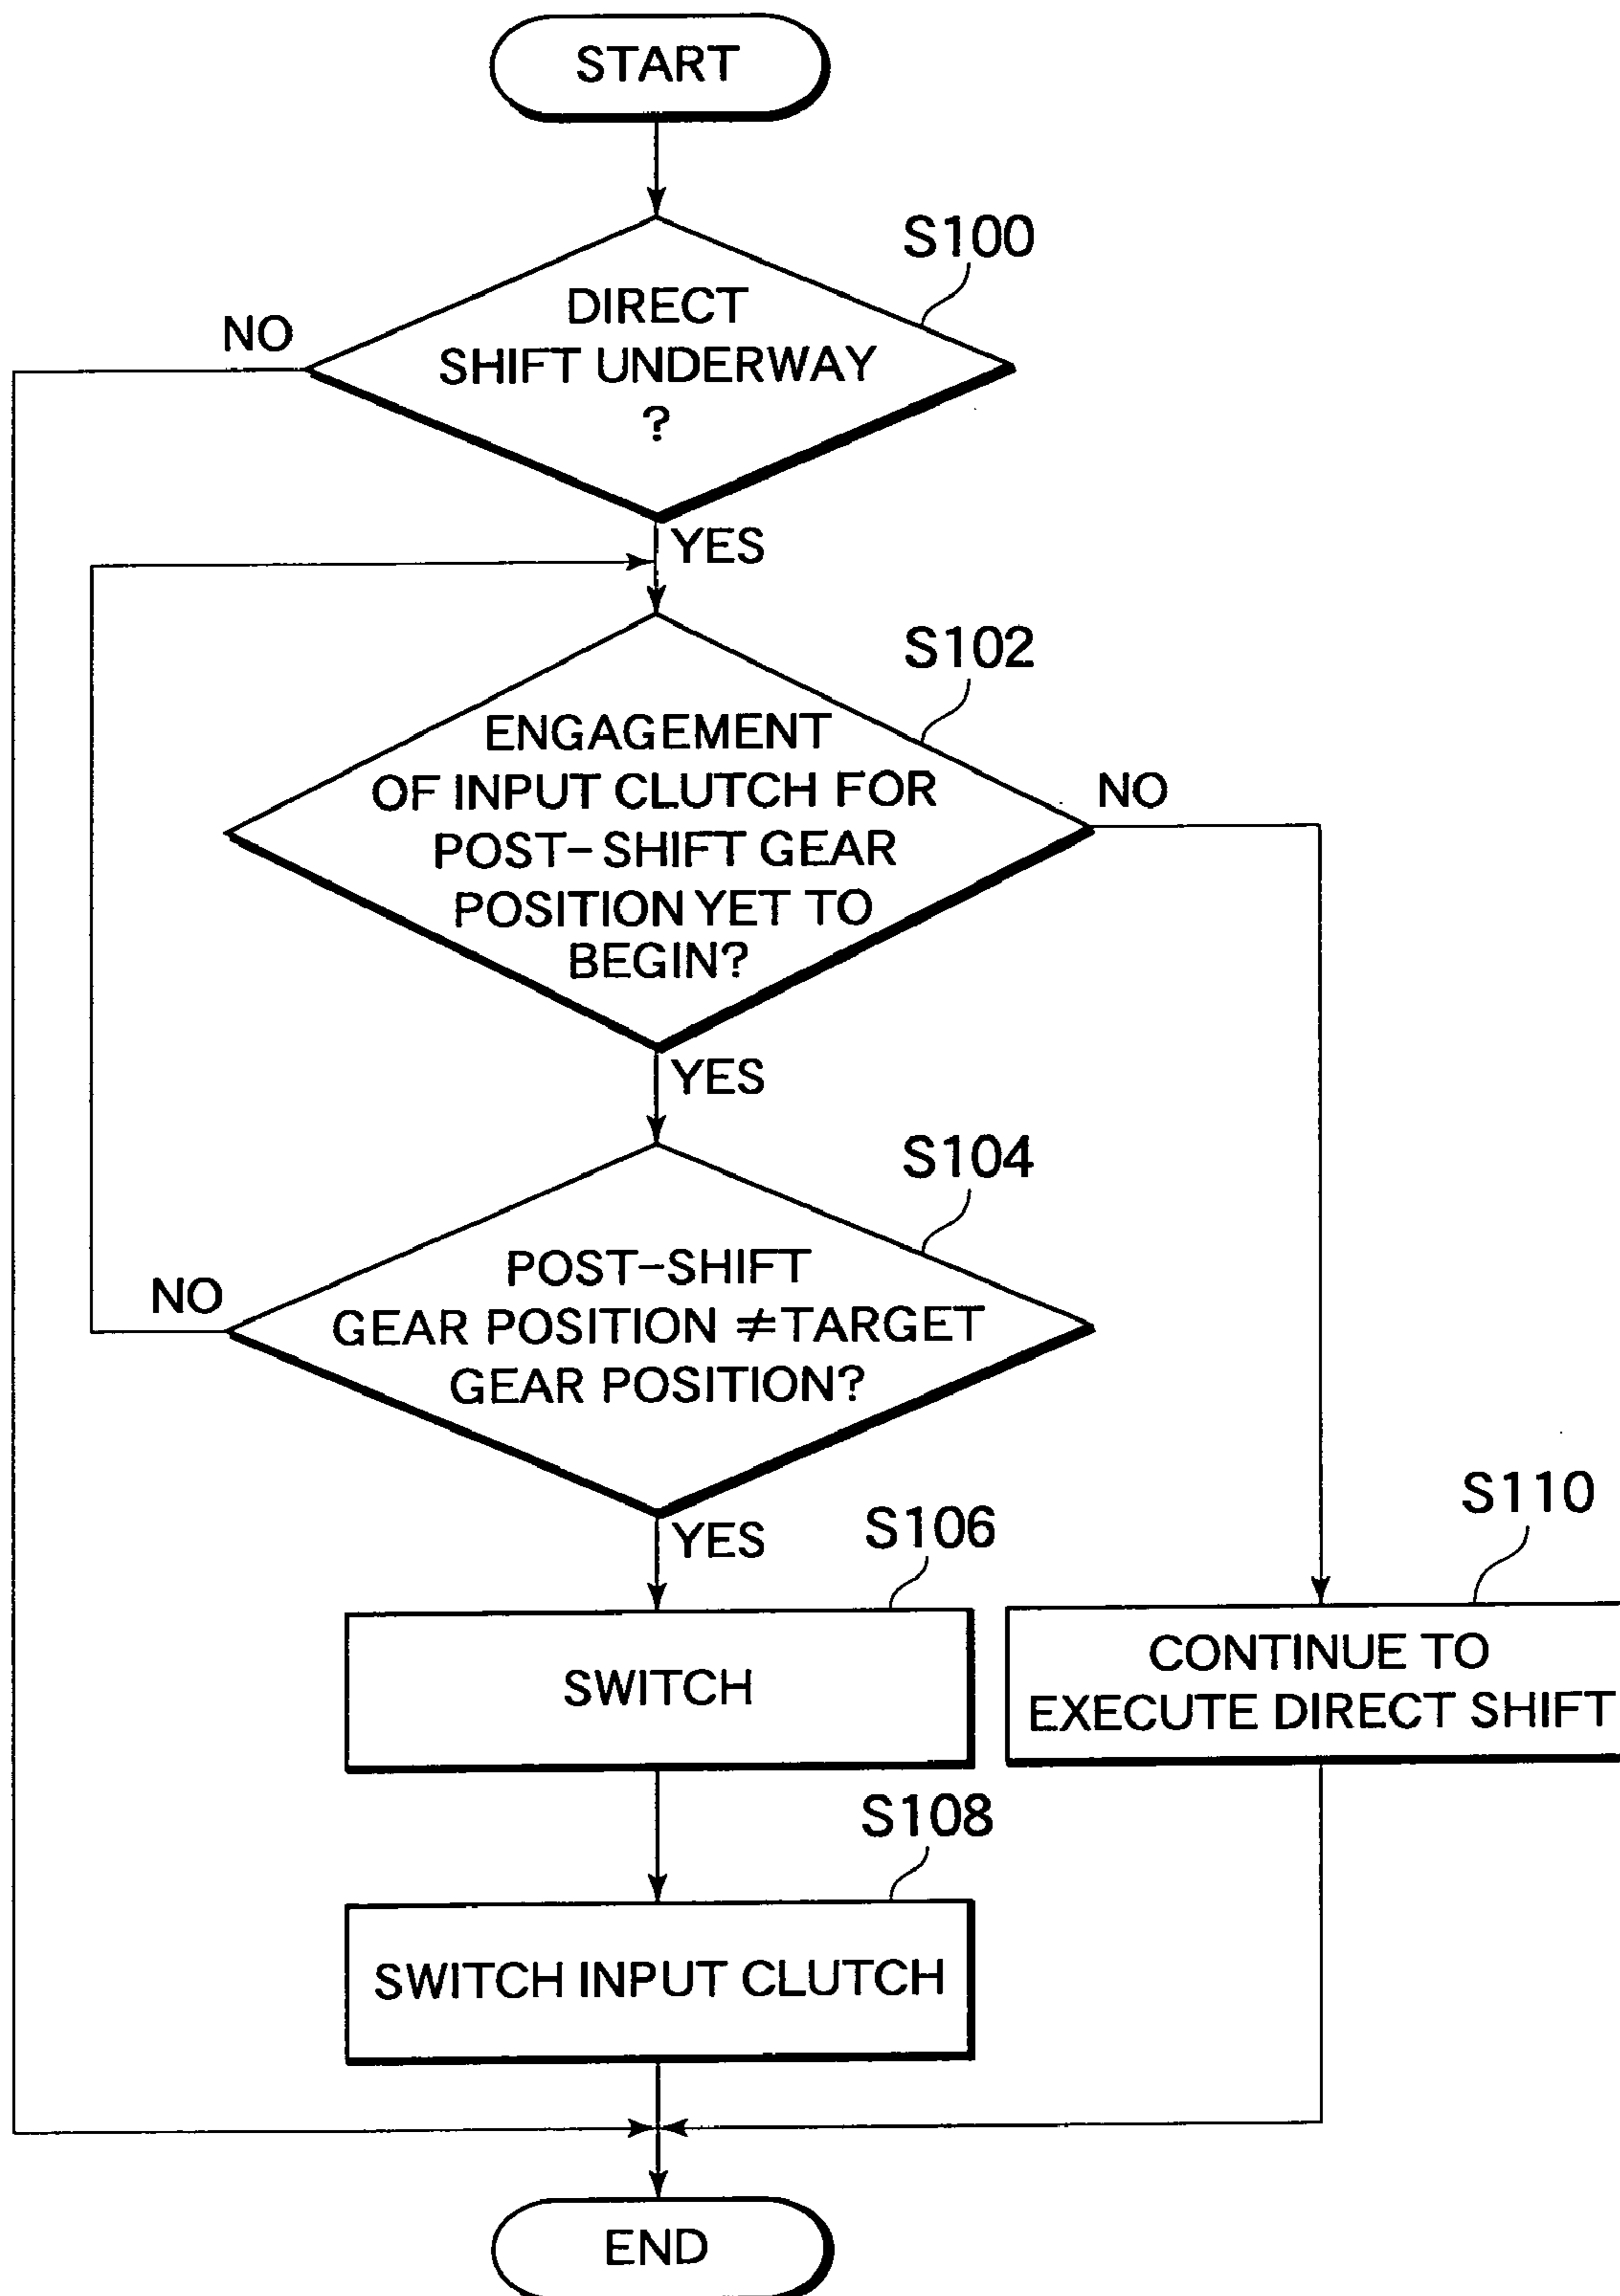 START
S100
DIRECT
SHIFT UNDERWAY
?
NO
YES
S102
ENGAGEMENT
OF INPUT CLUTCH FOR
POST-SHIFT GEAR
POSITION YET TO
BEGIN?
NO
YES
S104
POST-SHIFT
GEAR POSITION ≠TARGET
GEAR POSITION?
NO
YES
S106
SWITCH
S110
CONTINUE TO
EXECUTE DIRECT SHIFT
S108
SWITCH INPUT CLUTCH
END